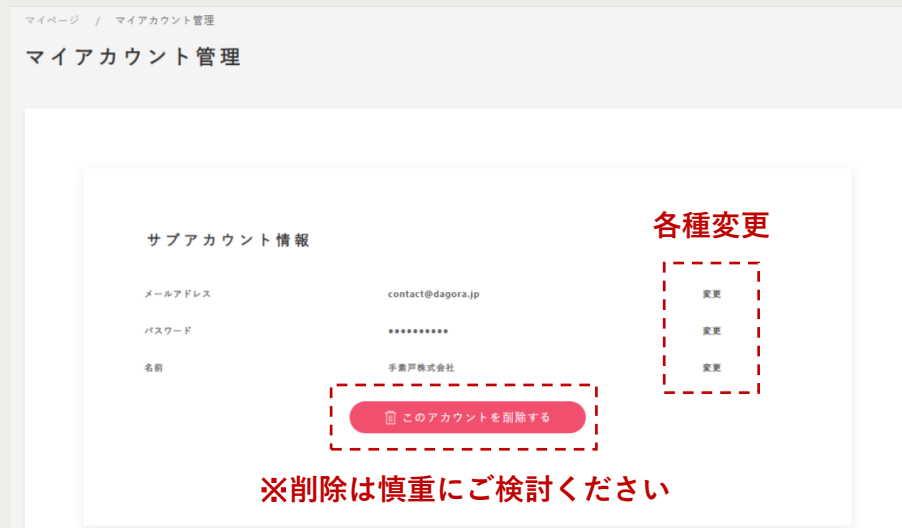 マイページ / マイアカウント管理
マイアカウント管理
各種変更
サブアカウント情報
メールアドレス contact@dagora.jp 変更
パスワード •••••••••• 変更
名前 手素戸株式会社 変更
このアカウントを削除する
※削除は慎重にご検討ください